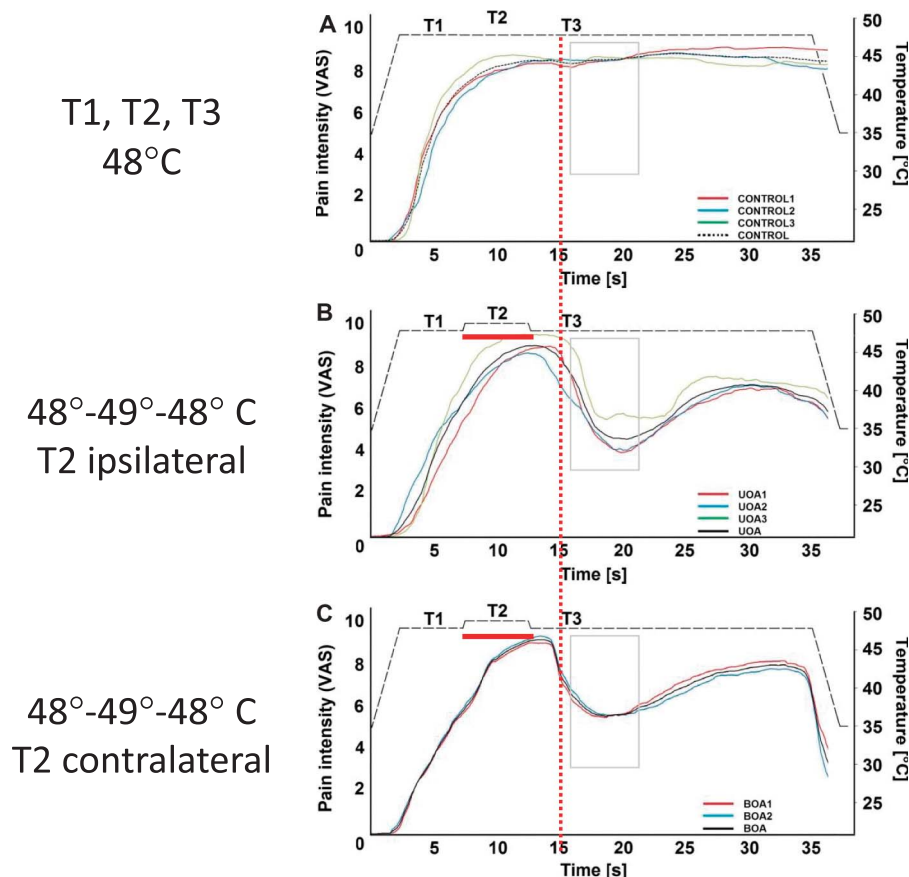 T1, T2, T3
48°C
A
Pain intensity (VAS)
10
8
6
4
2
0
T1 T2 T3
50
45
40
35
30
25
Temperature [°C]
CONTROL1
CONTROL2
CONTROL3
CONTROL
5 10 15 20 25 30 35
Time [s]
48°-49°-48° C
T2 ipsilateral
B
Pain intensity (VAS)
10
8
6
4
2
0
T1 T2 T3
50
45
40
35
30
25
Temperature [°C]
UOA1
UOA2
UOA3
UOA
5 10 15 20 25 30 35
Time [s]
48°-49°-48° C
T2 contralateral
C
Pain intensity (VAS)
10
8
6
4
2
0
T1 T2 T3
50
45
40
35
30
25
Temperature [°C]
BOA1
BOA2
BOA
5 10 15 20 25 30 35
Time [s]